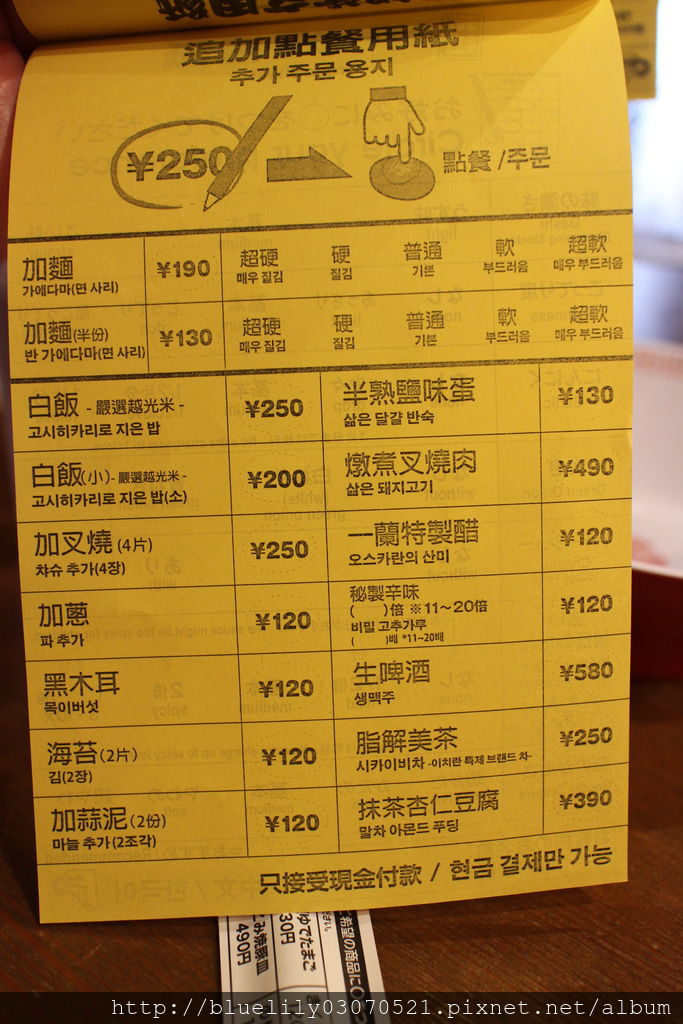 追加點餐用紙
추가 주문 용지
¥250
點餐 /주문
加麵 ¥190 超硬 硬 普通 軟 超軟
가에다마(면 사리) 매우 질김 질김 기본 부드러움 매우 부드러움
加麵(半份) ¥130 超硬 硬 普通 軟 超軟
반 가에다마(면 사리) 매우 질김 질김 기본 부드러움 매우 부드러움
白飯 - 嚴選越光米 - ¥250
고시히카리로 지은 밥
半熟鹽味蛋 ¥130
삶은 달걀 반숙
白飯(小) - 嚴選越光米 - ¥200
고시히카리로 지은 밥(소)
燉煮叉燒肉 ¥490
삶은 돼지고기
加叉燒 (4片) ¥250
챠슈 추가(4장)
一蘭特製醋 ¥120
오스카란의 산미
加蔥 ¥120
파 추가
秘製辛味
( )倍 ※11~20倍 ¥120
비밀 고추가루
( )배 *11~20배
黑木耳 ¥120
목이버섯
生啤酒 ¥580
생맥주
海苔(2片) ¥120
김(2장)
脂解美茶 ¥250
시카이비차 -이치란 특제 브랜드 차-
加蒜泥(2份) ¥120
마늘 추가 (2조각)
抹茶杏仁豆腐 ¥390
말차 아몬드 푸딩
只接受現金付款 / 현금 결제만 가능
希望の商品に
ゆでたまご
30円
490円
http://bluelily03070521.pixnet.net/album